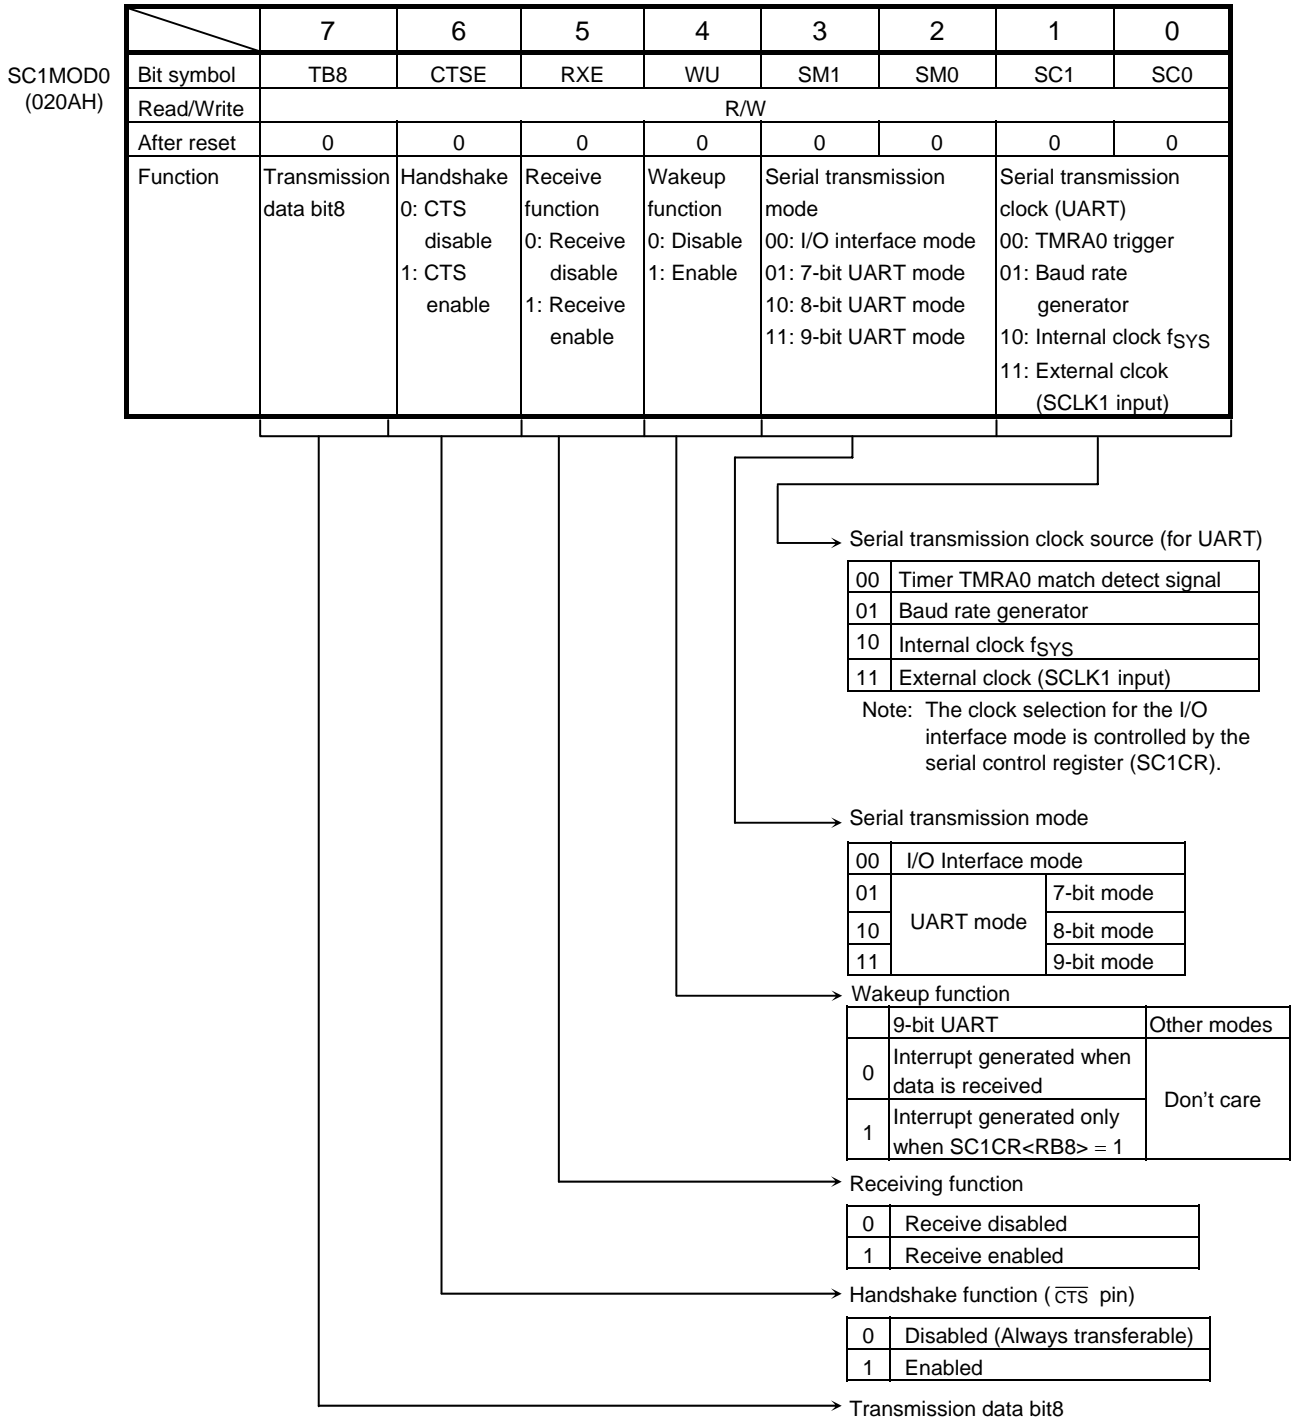 7 6 5 4 3 2 1 0
SC1MOD0
(020AH)
Bit symbol TB8 CTSE RXE WU SM1 SM0 SC1 SC0
Read/Write R/W
After reset 0 0 0 0 0 0 0 0
Function Transmission Handshake Receive Wakeup Serial transmission Serial transmission
data bit8 0: CTS function function mode clock (UART)
disable 0: Receive 0: Disable 00: I/O interface mode 00: TMRA0 trigger
1: CTS disable 1: Enable 01: 7-bit UART mode 01: Baud rate
enable 1: Receive 10: 8-bit UART mode generator
enable 11: 9-bit UART mode 10: Internal clock fSYS
11: External clcok
(SCLK1 input)
Serial transmission clock source (for UART)
00 Timer TMRA0 match detect signal
01 Baud rate generator
10 Internal clock fSYS
11 External clock (SCLK1 input)
Note: The clock selection for the I/O
interface mode is controlled by the
serial control register (SC1CR).
Serial transmission mode
00 I/O Interface mode
01 UART mode 7-bit mode
10 8-bit mode
11 9-bit mode
Wakeup function
9-bit UART Other modes
0 Interrupt generated when
data is received
Don't care
1 Interrupt generated only
when SC1CR<RB8> = 1
Receiving function
0 Receive disabled
1 Receive enabled
Handshake function (CTS pin)
0 Disabled (Always transferable)
1 Enabled
Transmission data bit8